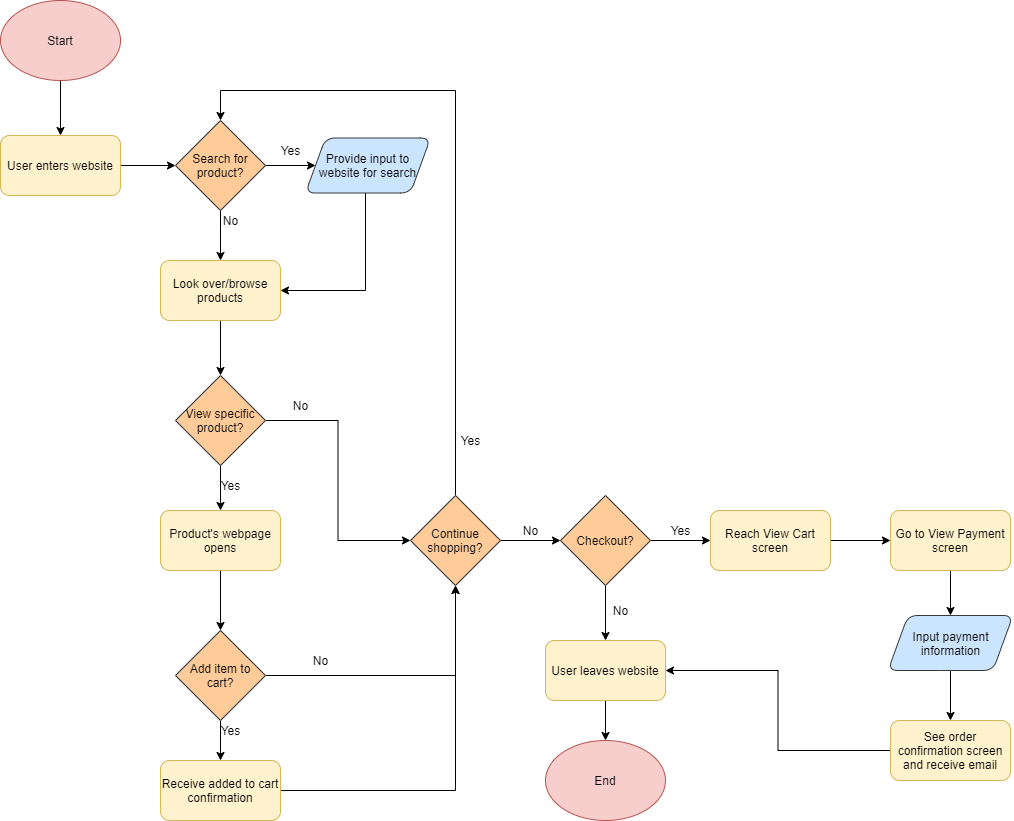 Start
User enters website
Search for
product?
Yes
Provide input to
website for search
No
Look over/browse
products
View specific
product?
No
Yes
Product's webpage
opens
Add item to
cart?
No
Yes
Receive added to cart
confirmation
Yes
Continue
shopping?
No
Checkout?
Yes
Reach View Cart
screen
Go to View Payment
screen
Input payment
information
See order
confirmation screen
and receive email
No
User leaves website
End